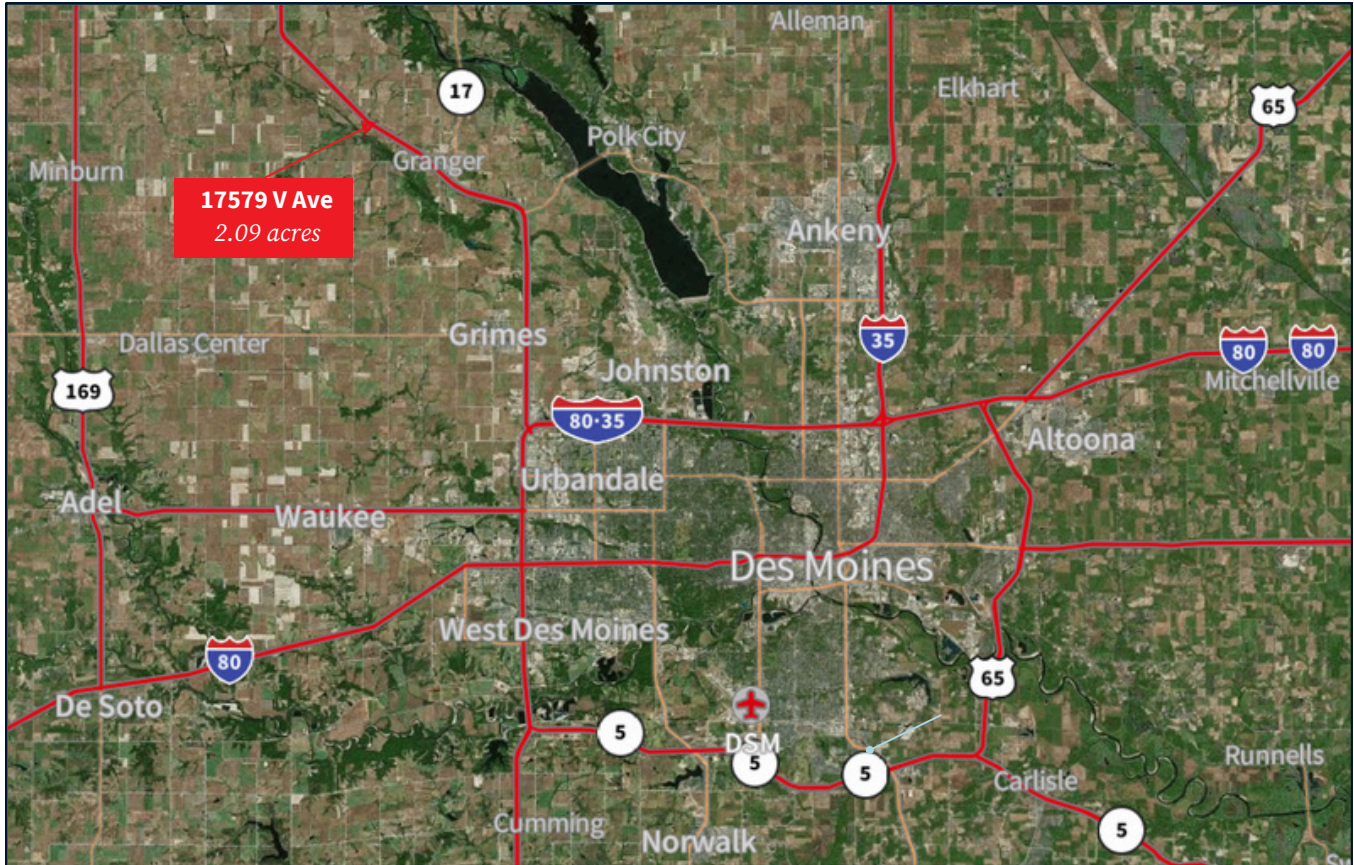 Alleman
17
Elkhart
65
Polk City
Granger
Minburn
17579 V Ave
2.09 acres
Ankeny
Grimes
Dallas Center
35
80
80
Johnston
Mitchellville
169
80·35
Altoona
Urbandale
Adel
Waukee
Des Moines
West Des Moines
80
65
De Soto
5
DSM
5
5
Runnells
Carlisle
Cumming
5
Norwalk